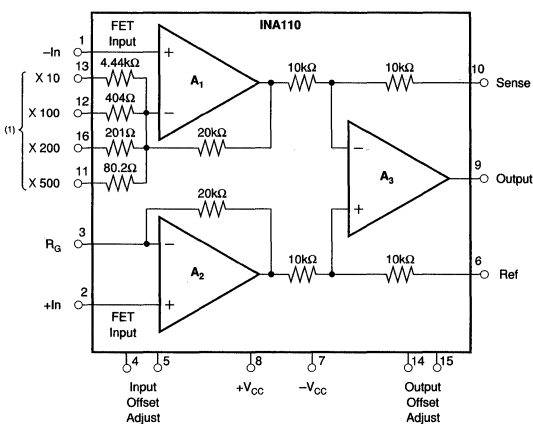 INA110
FET
Input
1
–In
13
4.44kΩ
X 10
12
404Ω
X 100
(1)
16
201Ω
X 200
11
80.2Ω
X 500
+
A1
–
20kΩ
10kΩ
10kΩ
10
Sense
–
A3
+
9
Output
20kΩ
3
RG
–
A2
+
10kΩ
10kΩ
6
Ref
2
+In
FET
Input
4
5
8
7
14
15
Input
Offset
Adjust
+VCC
–VCC
Output
Offset
Adjust